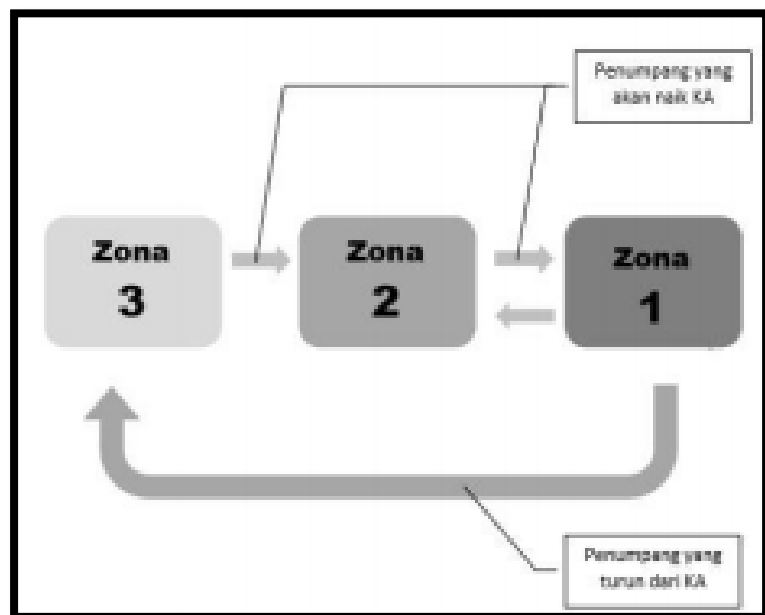 Penumpang yang
akan naik KA
Zona
3
Zona
2
Zona
1
Penumpang yang
turun dari KA